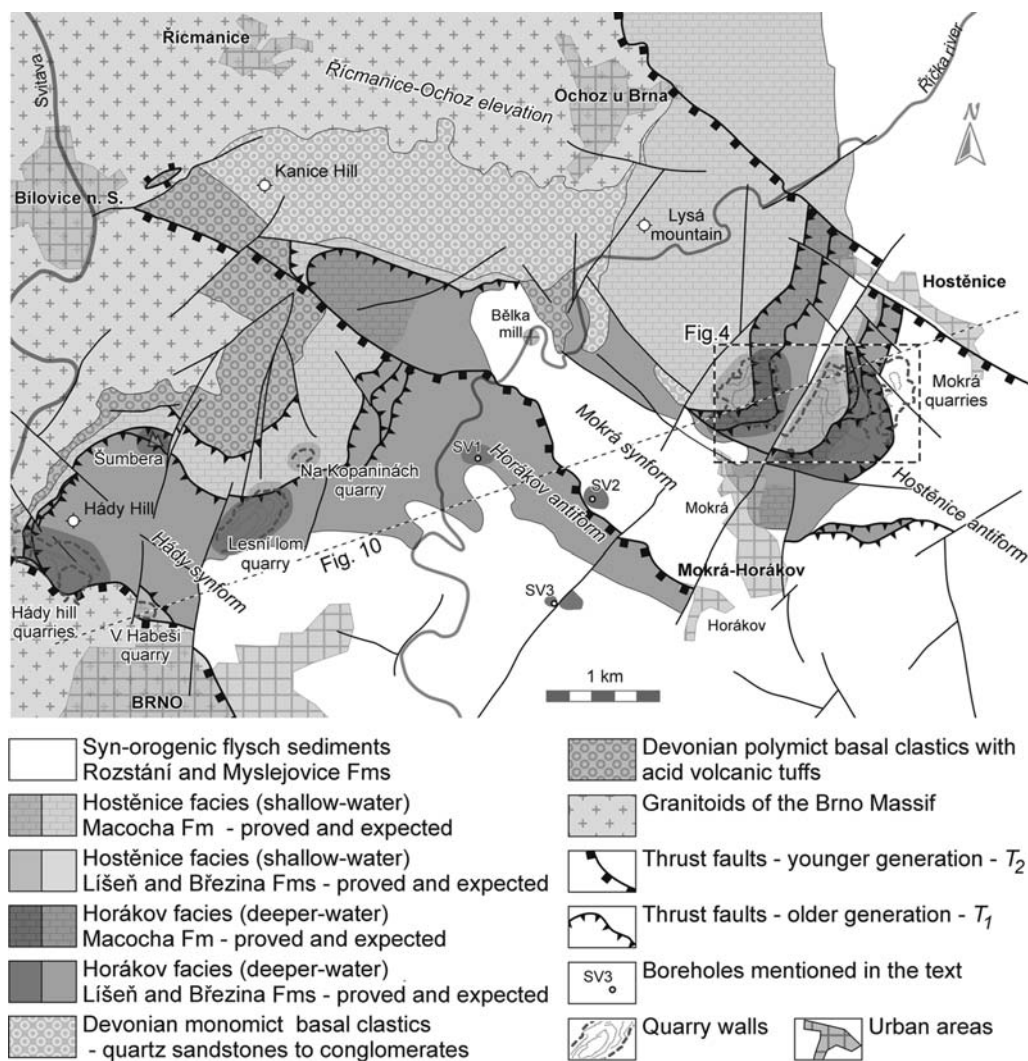 Řícmanice
Svitava
Řícmanice-Ochoz elevation
Ochoz u Brna
Říčka river
N
Kanice Hill
Bílovice n. S.
Lysá
mountain
Hostěnice
Bělka
mill
Fig.4
Mokrá
quarries
Šumbera
Na Kopaninách
quarry
SV1
Mokrá synform
Horákov antiform
SV2
Hostěnice antiform
Hády Hill
Mokrá
Hády synform
Lesní lom
quarry
Fig. 10
Mokrá-Horákov
SV3
Hády hill
quarries
V Habeši
quarry
Horákov
1 km
BRNO
Syn-orogenic flysch sediments
Rozstání and Myslejovice Fms
Hostěnice facies (shallow-water)
Macocha Fm - proved and expected
Hostěnice facies (shallow-water)
Líšeň and Březina Fms - proved and expected
Horákov facies (deeper-water)
Macocha Fm - proved and expected
Horákov facies (deeper-water)
Líšeň and Březina Fms - proved and expected
Devonian monomict basal clastics
- quartz sandstones to conglomerates
Devonian polymict basal clastics with
acid volcanic tuffs
Granitoids of the Brno Massif
Thrust faults - younger generation - T2
Thrust faults - older generation - T1
SV3
Boreholes mentioned in the text
Quarry walls
Urban areas